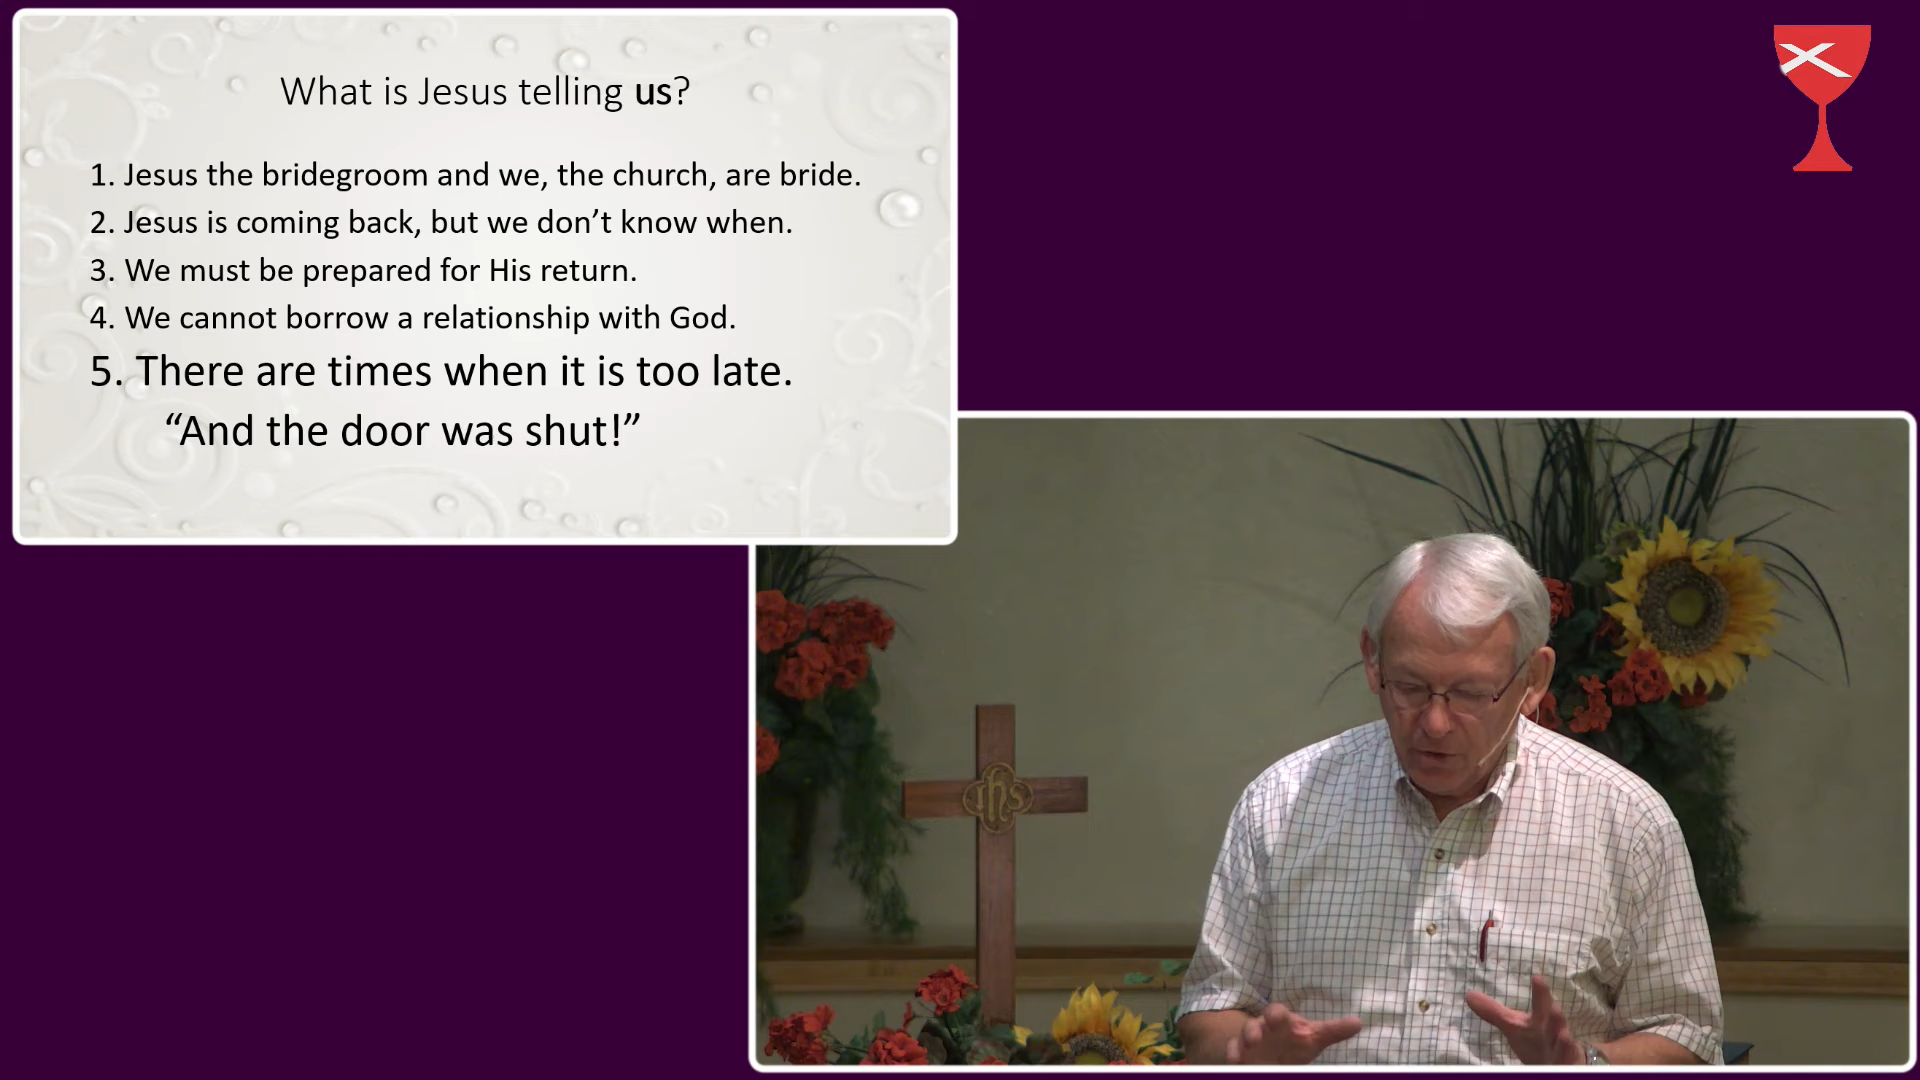 What is Jesus telling us?
1. Jesus the bridegroom and we, the church, are bride.
2. Jesus is coming back, but we don’t know when.
3. We must be prepared for His return.
4. We cannot borrow a relationship with God.
5. There are times when it is too late.
“And the door was shut!”
IHS